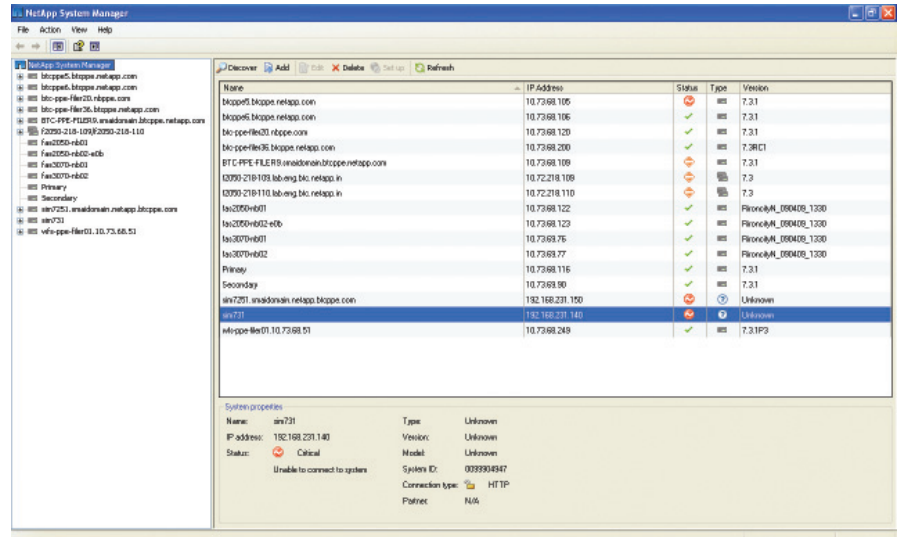 NetApp System Manager
File Action View Help
NetApp System Manager
btcppe5.btcppe.netapp.com
btcppe6.btcppe.netapp.com
btc-ppe-filer20.nbppe.com
btc-ppe-filer36.btcppe.netapp.com
BTC-PPE-FILER9.smaidomain.btcppe.netapp.com
f2050-218-109/f2050-218-110
fas2050-nb01
fas2050-nb02-e0b
fas3070-nb01
fas3070-nb02
Primary
Secondary
sim7251.smaidomain.netapp.btcppe.com
sim731
wfs-ppe-filer01.10.73.68.51
Discover Add Edit Delete Set up Refresh
Name IP Address Status Type Version
btcppe5.btcppe.netapp.com 10.73.68.105 7.3.1
btcppe6.btcppe.netapp.com 10.73.68.106 7.3.1
btc-ppe-filer20.nbppe.com 10.73.68.120 7.3.1
btc-ppe-filer36.btcppe.netapp.com 10.73.68.200 7.3RC1
BTC-PPE-FILER9.smaidomain.btcppe.netapp.com 10.73.68.109 7.3.1
f2050-218-109.lab.eng.btc.netapp.in 10.72.218.109 7.3
f2050-218-110.lab.eng.btc.netapp.in 10.72.218.110 7.3
fas2050-nb01 10.73.68.122 FlironcityN_090409_1330
fas2050-nb02-e0b 10.73.68.123 FlironcityN_090409_1330
fas3070-nb01 10.73.69.76 FlironcityN_090409_1330
fas3070-nb02 10.73.69.77 FlironcityN_090409_1330
Primary 10.73.68.116 7.3.1
Secondary 10.73.69.90 7.3.1
sim7251.smaidomain.netapp.btcppe.com 192.168.231.150 Unknown
sim731 192.168.231.140 Unknown
wfs-ppe-filer01.10.73.68.51 10.73.68.249 7.3.1P3
System properties
Name: sim731 Type: Unknown
IP address: 192.168.231.140 Version: Unknown
Status: Critical Model: Unknown
Unable to connect to system System ID: 0099904947
Connection type: HTTP
Partner: N/A